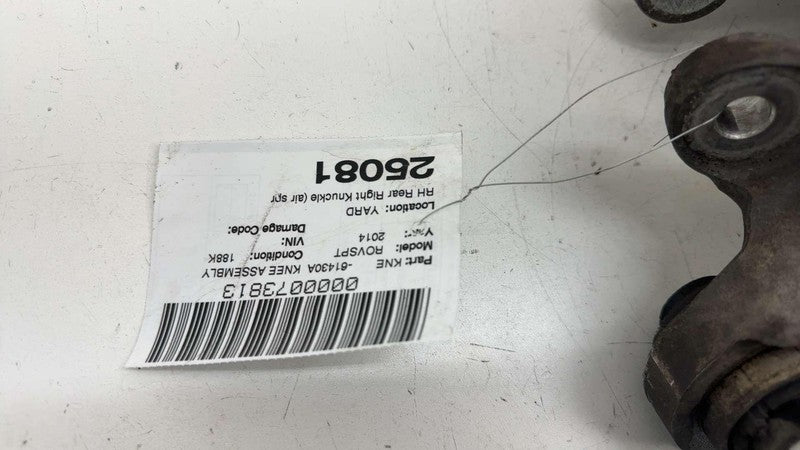 0000073813
Part: KNE -61430A KNEE ASSEMBLY
Model: ROVSPT Condition: 188K
Year: 2014 VIN:
Location: YARD Damage Code:
RH Rear Right Knuckle (air spr
25081